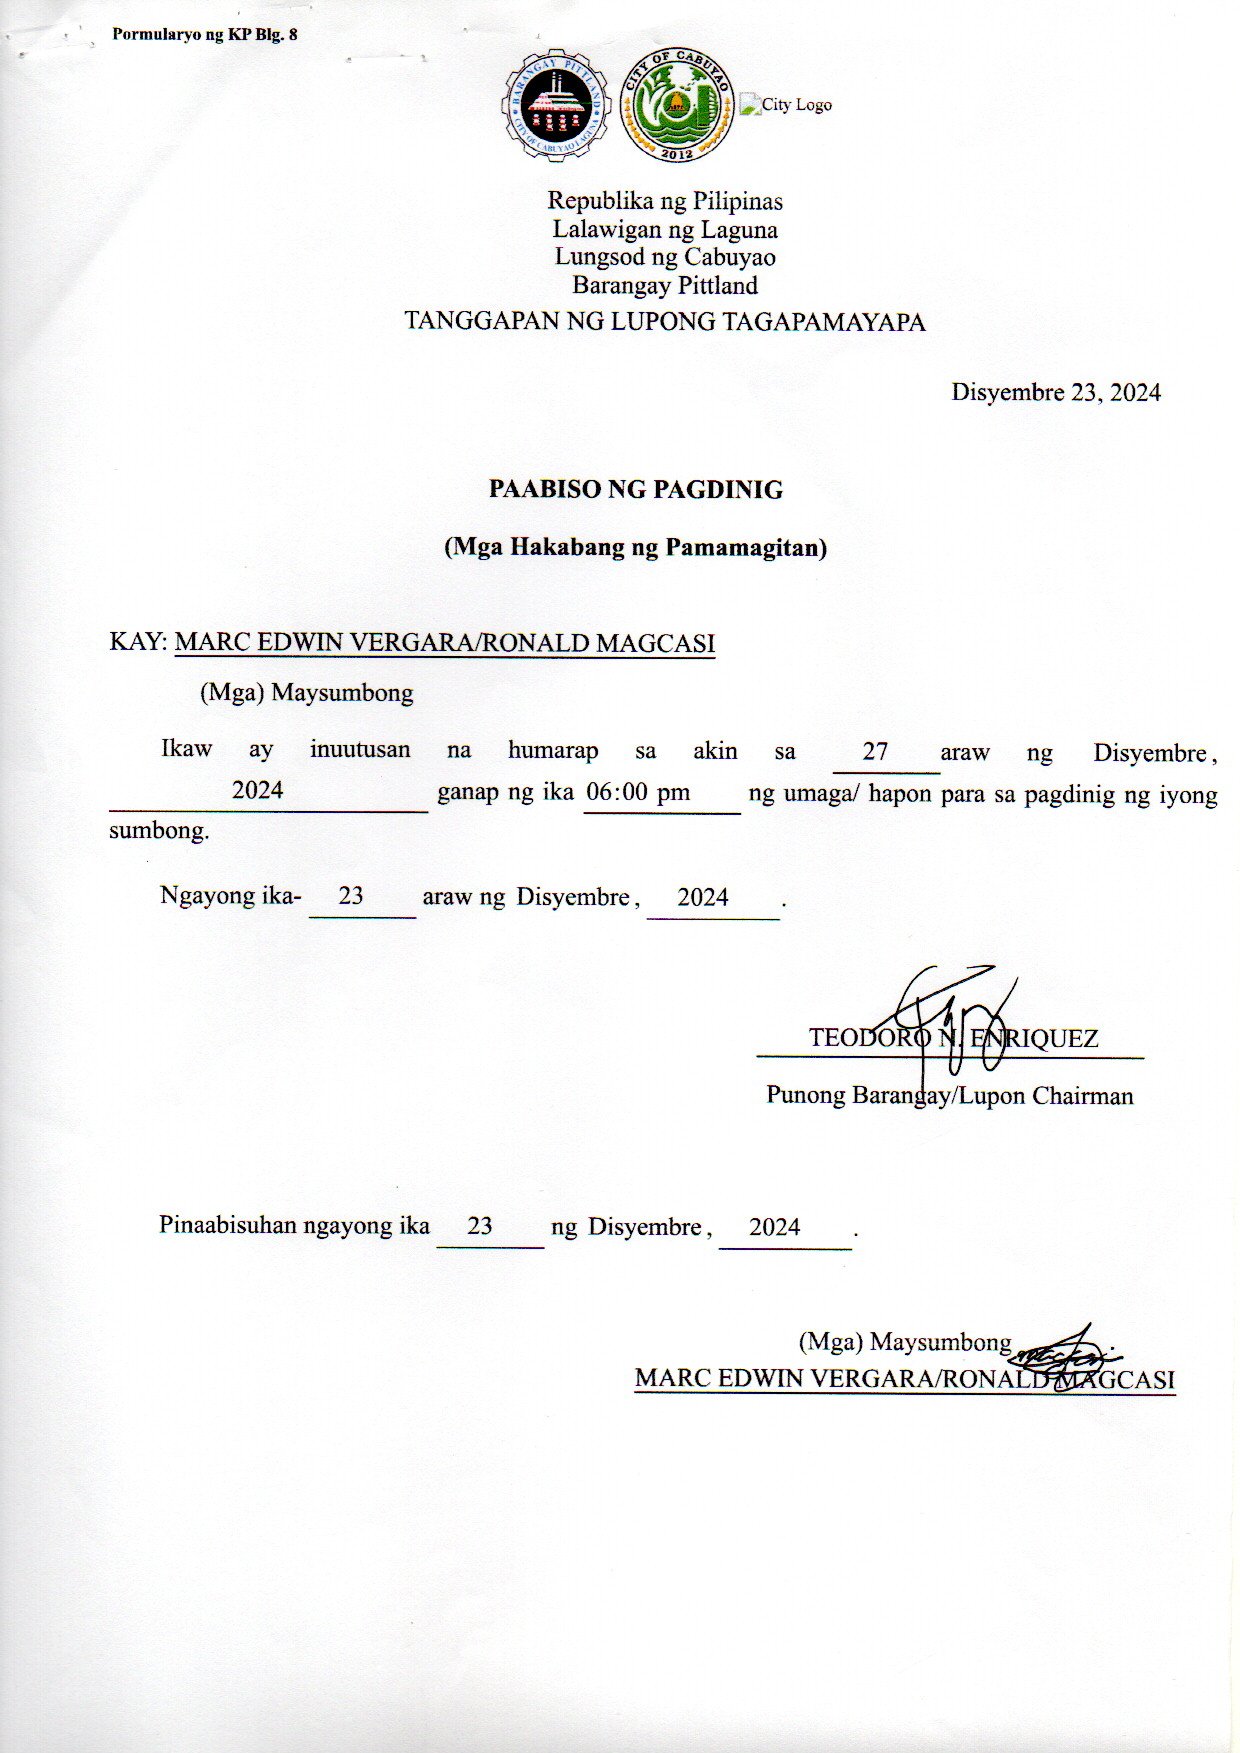 Pormularyo ng KP Blg. 8
BARANGAY PITTLAND
CITY OF CABUYAO LAGUNA
CITY OF CABUYAO
2012
City Logo
Republika ng Pilipinas
Lalawigan ng Laguna
Lungsod ng Cabuyao
Barangay Pittland
TANGGAPAN NG LUPONG TAGAPAMAYAPA
Disyembre 23, 2024
PAABISO NG PAGDINIG
(Mga Hakabang ng Pamamagitan)
KAY: MARC EDWIN VERGARA/RONALD MAGCASI
(Mga) Maysumbong
Ikaw ay inuutusan na humarap sa akin sa 27 araw ng Disyembre,
2024 ganap ng ika 06:00 pm ng umaga/ hapon para sa pagdinig ng iyong
sumbong.
Ngayong ika- 23 araw ng Disyembre, 2024.
TEODORO N. ENRIQUEZ
Punong Barangay/Lupon Chairman
Pinaabisuhan ngayong ika 23 ng Disyembre, 2024.
(Mga) Maysumbong
MARC EDWIN VERGARA/RONALD MAGCASI